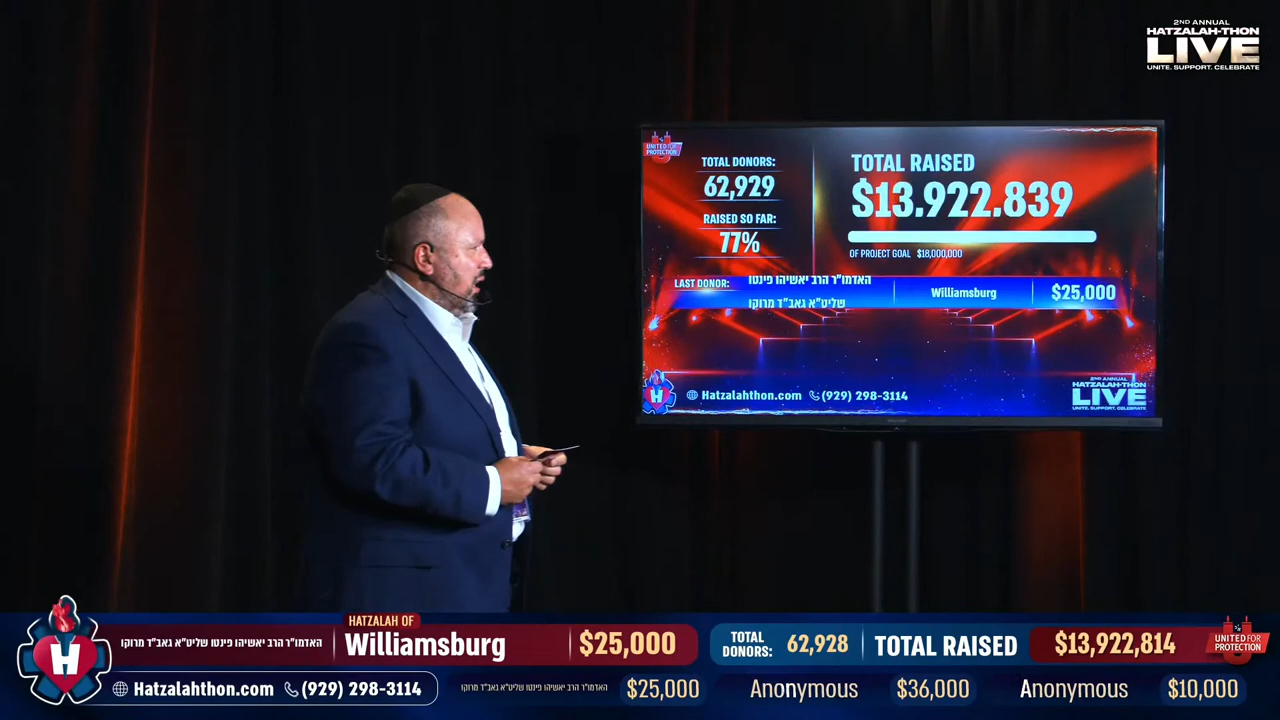 2ND ANNUAL
HATZALAH-THON
LIVE
UNITE. SUPPORT. CELEBRATE
UNITED FOR
PROTECTION
TOTAL DONORS:
62,929
RAISED SO FAR:
77%
TOTAL RAISED
$13.922.839
OF PROJECT GOAL $18,000,000
LAST DONOR:
האדמו"ר הרב יאשיהו פינטו
שליט"א גאב"ד מרוקו
Williamsburg
$25,000
H
Hatzalahthon.com (929) 298-3114
2ND ANNUAL
HATZALAH-THON
LIVE
UNITE. SUPPORT. CELEBRATE
H
האדמו"ר הרב יאשיהו פינטו שליט"א גאב"ד מרוקו
HATZALAH OF
Williamsburg
$25,000
TOTAL
DONORS:
62,928
TOTAL RAISED
$13,922,814
UNITED FOR
PROTECTION
Hatzalahthon.com (929) 298-3114
האדמו"ר הרב יאשיהו פינטו שליט"א גאב"ד מרוקו $25,000 Anonymous $36,000 Anonymous $10,000